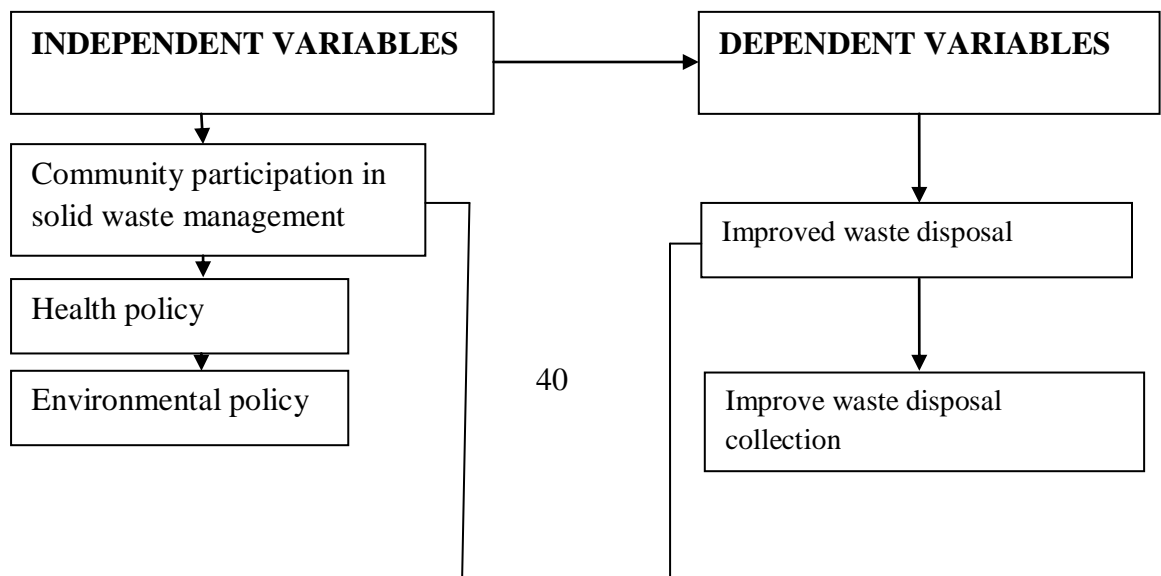 INDEPENDENT VARIABLES
DEPENDENT VARIABLES
Community participation in
solid waste management
Health policy
Environmental policy
40
Improved waste disposal
Improve waste disposal
collection